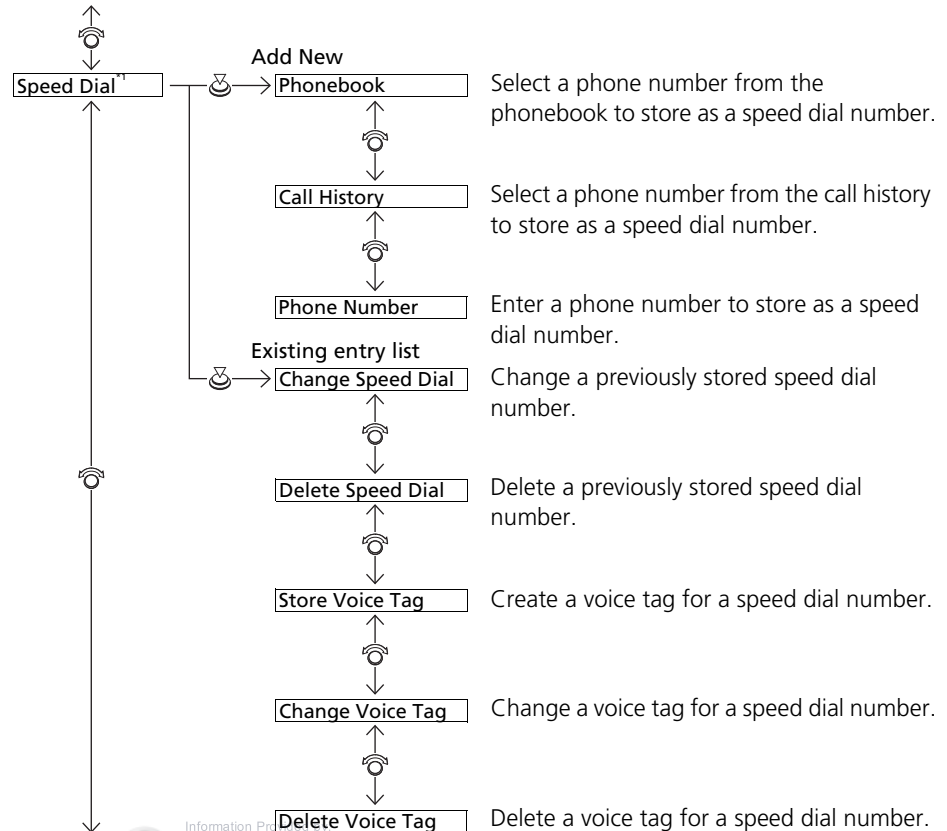 Add New
Speed Dial*1
Phonebook
Select a phone number from the
phonebook to store as a speed dial number.
Call History
Select a phone number from the call history
to store as a speed dial number.
Phone Number
Enter a phone number to store as a speed
dial number.
Existing entry list
Change Speed Dial
Change a previously stored speed dial
number.
Delete Speed Dial
Delete a previously stored speed dial
number.
Store Voice Tag
Create a voice tag for a speed dial number.
Change Voice Tag
Change a voice tag for a speed dial number.
Delete Voice Tag
Delete a voice tag for a speed dial number.
Information Provided by: